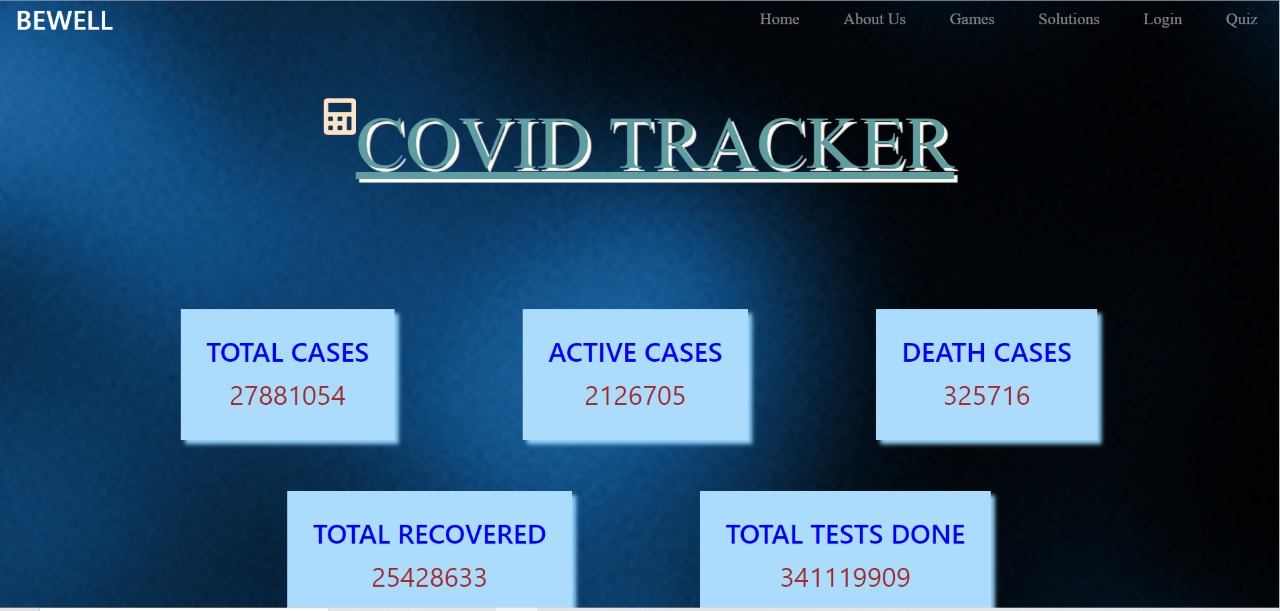 BEWELL
Home About Us Games Solutions Login Quiz
COVID TRACKER
TOTAL CASES
27881054
ACTIVE CASES
2126705
DEATH CASES
325716
TOTAL RECOVERED
25428633
TOTAL TESTS DONE
341119909